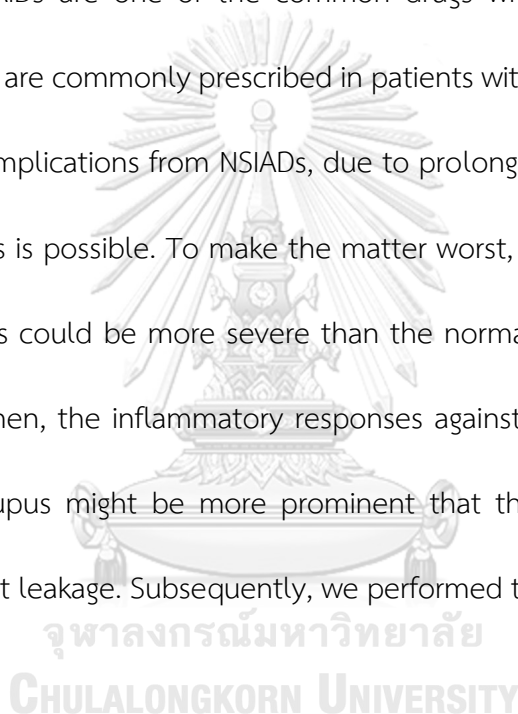 are one of the common drugs
are commonly prescribed in patients
mplications from NSIADs, due to prolong
s is possible. To make the matter worst,
s could be more severe than the norma
nen, the inflammatory responses against
upus might be more prominent that th
t leakage. Subsequently, we performed t
จุฬาลงกรณ์มหาวิทยาลัย
CHULALONGKORN UNIVERSITY